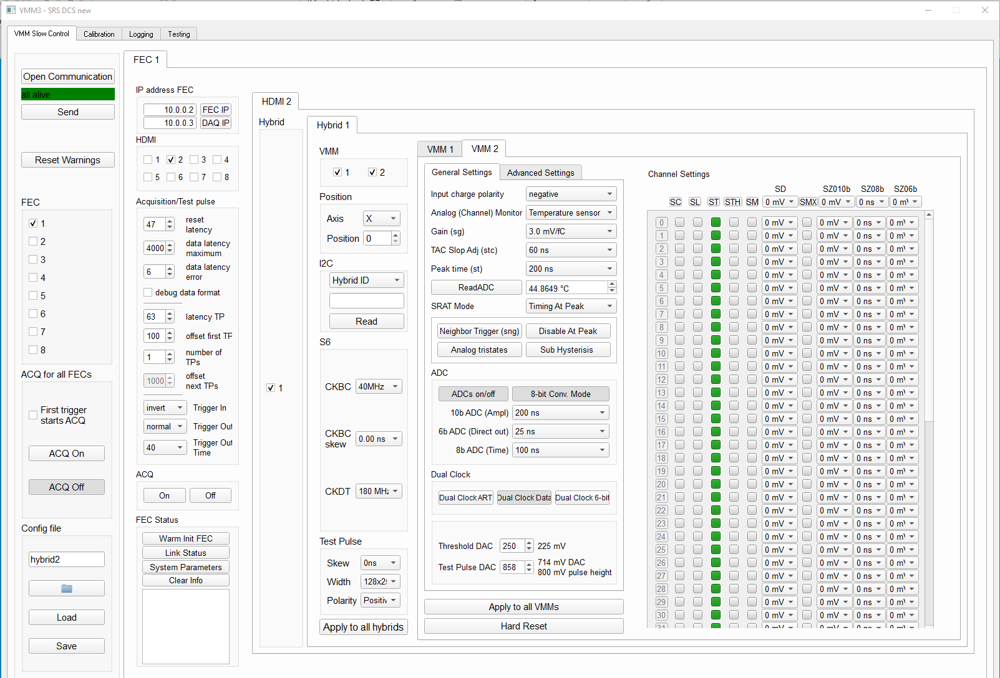 VMM3 - SRS DCS new
VMM Slow Control
Calibration
Logging
Testing
Open Communication
all alive
Send
Reset Warnings
FEC
1
2
3
4
5
6
7
8
ACQ for all FECs
First trigger
starts ACQ
ACQ On
ACQ Off
Config file
hybrid2
Load
Save
FEC 1
IP address FEC
10.0.0.2 FEC IP
10.0.0.3 DAQ IP
HDMI
1 2 3 4
5 6 7 8
Acquisition/Test pulse
47 reset
latency
4000 data latency
maximum
6 data latency
error
debug data format
63 latency TP
100 offset first TF
1 number of
TPs
1000 offset
next TPs
invert Trigger In
normal Trigger Out
40 Trigger Out
Time
ACQ
On Off
FEC Status
Warm Init FEC
Link Status
System Parameters
Clear Info
HDMI 2
Hybrid
1
Hybrid 1
VMM
1 2
Position
Axis X
Position 0
I2C
Hybrid ID
Read
S6
CKBC 40MHz
CKBC
skew 0.00 ns
CKDT 180 MHz
Test Pulse
Skew 0ns
Width 128x2
Polarity Positiv
Apply to all hybrids
VMM 1
VMM 2
General Settings
Advanced Settings
Input charge polarity negative
Analog (Channel) Monitor Temperature sensor
Gain (sg) 3.0 mV/fC
TAC Slop Adj (stc) 60 ns
Peak time (st) 200 ns
ReadADC 44.8649 °C
SRAT Mode Timing At Peak
Neighbor Trigger (sng) Disable At Peak
Analog tristates Sub Hysterisis
ADC
ADCs on/off 8-bit Conv. Mode
10b ADC (Ampl) 200 ns
6b ADC (Direct out) 25 ns
8b ADC (Time) 100 ns
Dual Clock
Dual Clock ART Dual Clock Data Dual Clock 6-bit
Threshold DAC 250 225 mV
Test Pulse DAC 858 714 mV DAC
800 mV pulse height
Apply to all VMMs
Hard Reset
Channel Settings
SD SZ010b SZ08b SZ06b
SC SL ST STH SM 0 mV SMX 0 mV 0 ns 0 m\
0 0 mV 0 mV 0 ns 0 m\
1 0 mV 0 mV 0 ns 0 m\
2 0 mV 0 mV 0 ns 0 m\
3 0 mV 0 mV 0 ns 0 m\
4 0 mV 0 mV 0 ns 0 m\
5 0 mV 0 mV 0 ns 0 m\
6 0 mV 0 mV 0 ns 0 m\
7 0 mV 0 mV 0 ns 0 m\
8 0 mV 0 mV 0 ns 0 m\
9 0 mV 0 mV 0 ns 0 m\
10 0 mV 0 mV 0 ns 0 m\
11 0 mV 0 mV 0 ns 0 m\
12 0 mV 0 mV 0 ns 0 m\
13 0 mV 0 mV 0 ns 0 m\
14 0 mV 0 mV 0 ns 0 m\
15 0 mV 0 mV 0 ns 0 m\
16 0 mV 0 mV 0 ns 0 m\
17 0 mV 0 mV 0 ns 0 m\
18 0 mV 0 mV 0 ns 0 m\
19 0 mV 0 mV 0 ns 0 m\
20 0 mV 0 mV 0 ns 0 m\
21 0 mV 0 mV 0 ns 0 m\
22 0 mV 0 mV 0 ns 0 m\
23 0 mV 0 mV 0 ns 0 m\
24 0 mV 0 mV 0 ns 0 m\
25 0 mV 0 mV 0 ns 0 m\
26 0 mV 0 mV 0 ns 0 m\
27 0 mV 0 mV 0 ns 0 m\
28 0 mV 0 mV 0 ns 0 m\
29 0 mV 0 mV 0 ns 0 m\
30 0 mV 0 mV 0 ns 0 m\
31 0 mV 0 mV 0 ns 0 m\